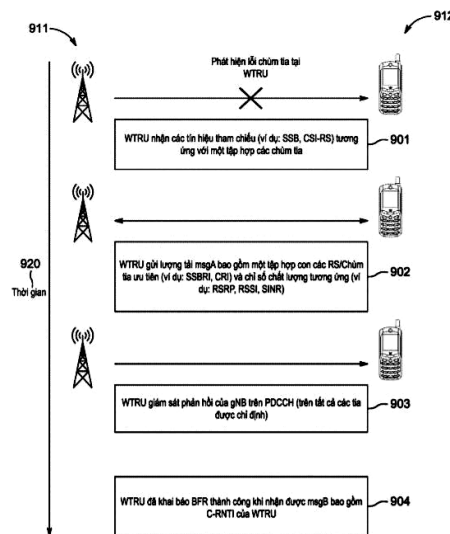 911
912
Phát hiện lỗi chùm tia tại
WTRU
WTRU nhận các tín hiệu tham chiếu (ví dụ: SSB, CSI-RS) tương
ứng với một tập hợp các chùm tia
901
920
Thời gian
WTRU gửi lượng tải msgA bao gồm một tập hợp con các RS/Chùm
tia ưu tiên (ví dụ: SSBRI, CRI) và chỉ số chất lượng tương ứng (ví
dụ: RSRP, RSSI, SINR)
902
WTRU giám sát phản hồi của gNB trên PDCCH (trên tất cả các tia
được chỉ định)
903
WTRU đã khai báo BFR thành công khi nhận được msgB bao gồm
C-RNTI của WTRU
904